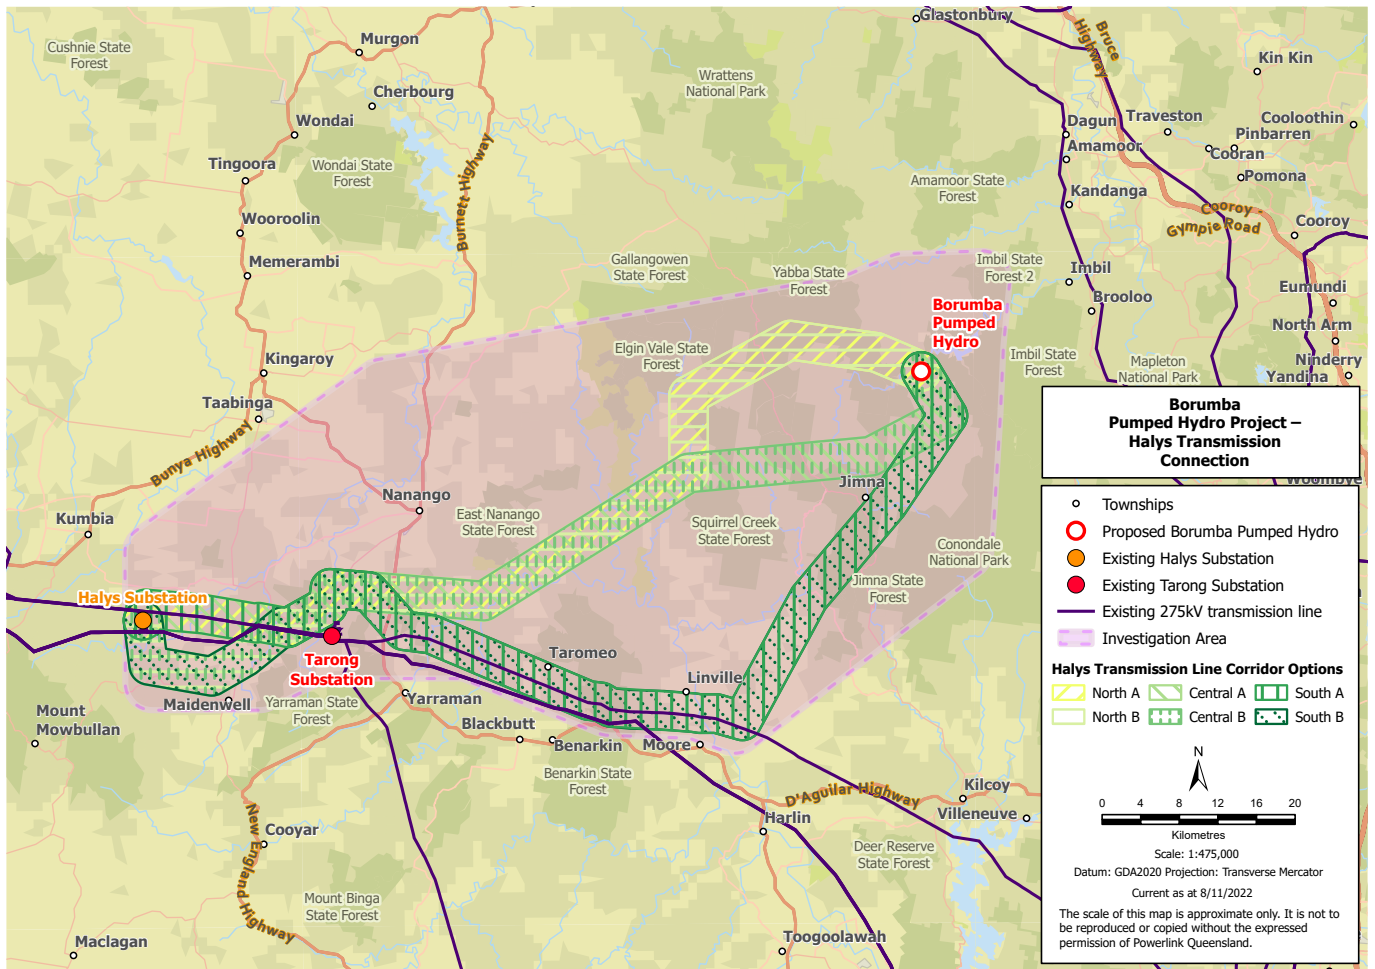 Glastonbury
Bruce
Highway
Murgon
Cushnie State
Forest
Kin Kin
Wrattens
National Park
Cherbourg
Wondai
Dagun
Traveston
Cooloothin
Pinbarren
Amamoor
Cooran
Tingoora
Wondai State
Forest
Burnett Highway
Pomona
Amamoor State
Forest
Kandanga
Wooroolin
Cooroy -
Gympie Road
Cooroy
Memerambi
Gallangowen
State Forest
Yabba State
Forest
Imbil State
Forest 2
Imbil
Brooloo
Eumundi
Borumba
Pumped
Hydro
North Arm
Kingaroy
Elgin Vale State
Forest
Imbil State
Forest
Mapleton
National Park
Ninderry
Yandina
Taabinga
Bunya Highway
Borumba
Pumped Hydro Project –
Halys Transmission
Connection
Woombye
Jimna
Nanango
Kumbia
East Nanango
State Forest
Squirrel Creek
State Forest
Conondale
National Park
Jimna State
Forest
Halys Substation
Tarong
Substation
Taromeo
Linville
Maidenwell
Yarraman State
Forest
Yarraman
Mount
Mowbullan
Blackbutt
Benarkin
Moore
Benarkin State
Forest
D'Aguilar Highway
Kilcoy
Villeneuve
Harlin
New England Highway
Cooyar
Deer Reserve
State Forest
Mount Binga
State Forest
Maclagan
Toogoolawah
Townships
Proposed Borumba Pumped Hydro
Existing Halys Substation
Existing Tarong Substation
Existing 275kV transmission line
Investigation Area
Halys Transmission Line Corridor Options
North A
Central A
South A
North B
Central B
South B
N
0 4 8 12 16 20
Kilometres
Scale: 1:475,000
Datum: GDA2020 Projection: Transverse Mercator
Current as at 8/11/2022
The scale of this map is approximate only. It is not to
be reproduced or copied without the expressed
permission of Powerlink Queensland.